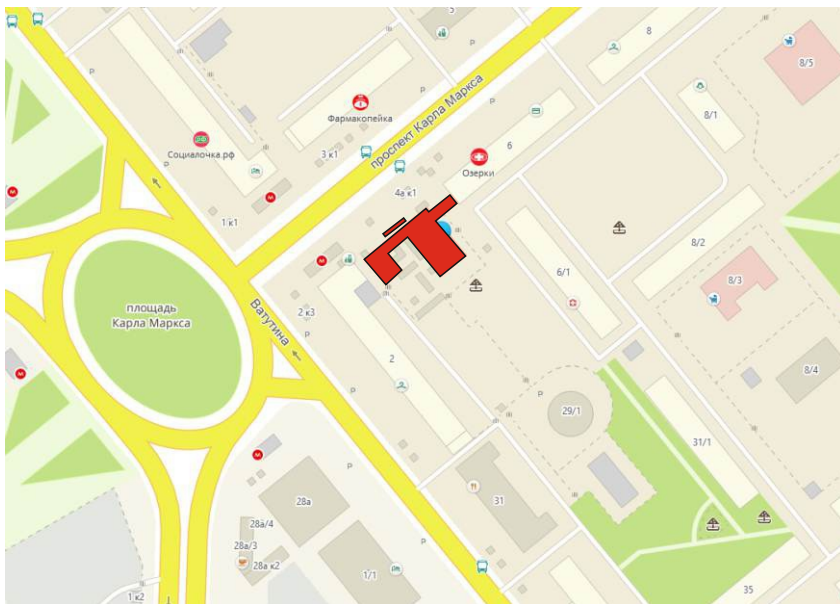 5
8
8/5
Фармакопейка
проспект Карла Маркса
8/1
Социалочка.рф
3 к1
6
Озерки
4а к1
1 к1
8/2
6/1
8/3
площадь
Карла Маркса
2 к3
Ватутина
2
8/4
29/1
31/1
31
28а
28а/4
28а/3
28а к2
1/1
1 к2
35
М
М
М
М
М
Р
Р
Р
Р
Р
Р
Р
Р